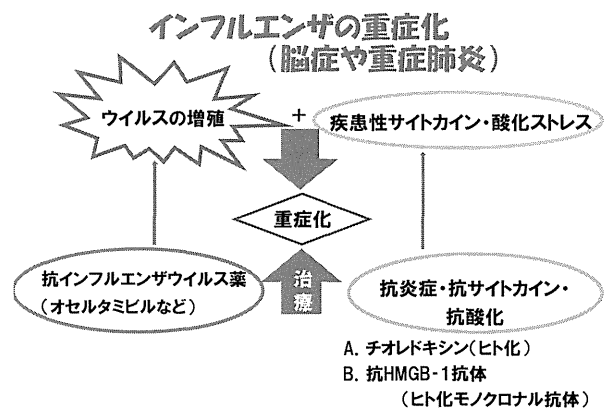 インフルエンザの重症化
（脳症や重症肺炎）
ウイルスの増殖
+
疾患性サイトカイン・酸化ストレス
重症化
治療
抗インフルエンザウイルス薬
（オセルタミビルなど）
抗炎症・抗サイトカイン・
抗酸化
A. チオレドキシン（ヒト化）
B. 抗HMGB-1抗体
（ヒト化モノクロナル抗体）